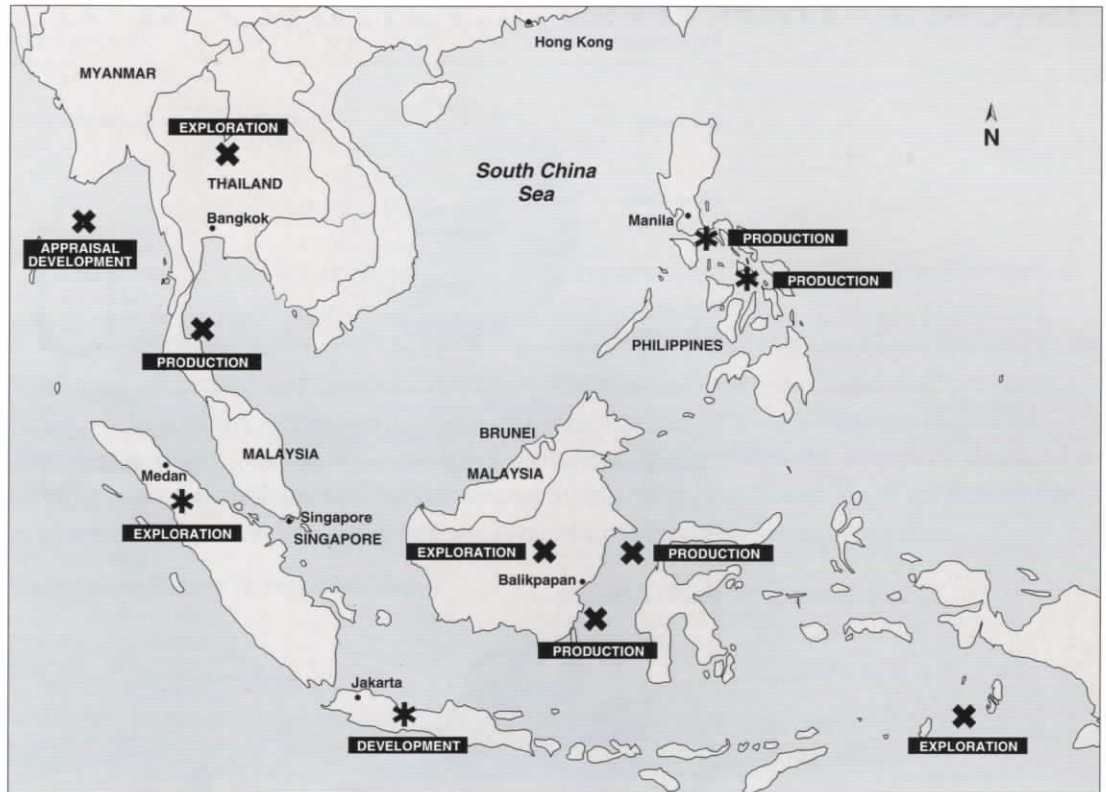 Hong Kong
MYANMAR
N
EXPLORATION
South China
Sea
THAILAND
Bangkok
Manila
PRODUCTION
APPRAISAL
DEVELOPMENT
PRODUCTION
PHILIPPINES
PRODUCTION
BRUNEI
MALAYSIA
MALAYSIA
Medan
Singapore
EXPLORATION
SINGAPORE
EXPLORATION
PRODUCTION
Balikpapan
PRODUCTION
Jakarta
DEVELOPMENT
EXPLORATION